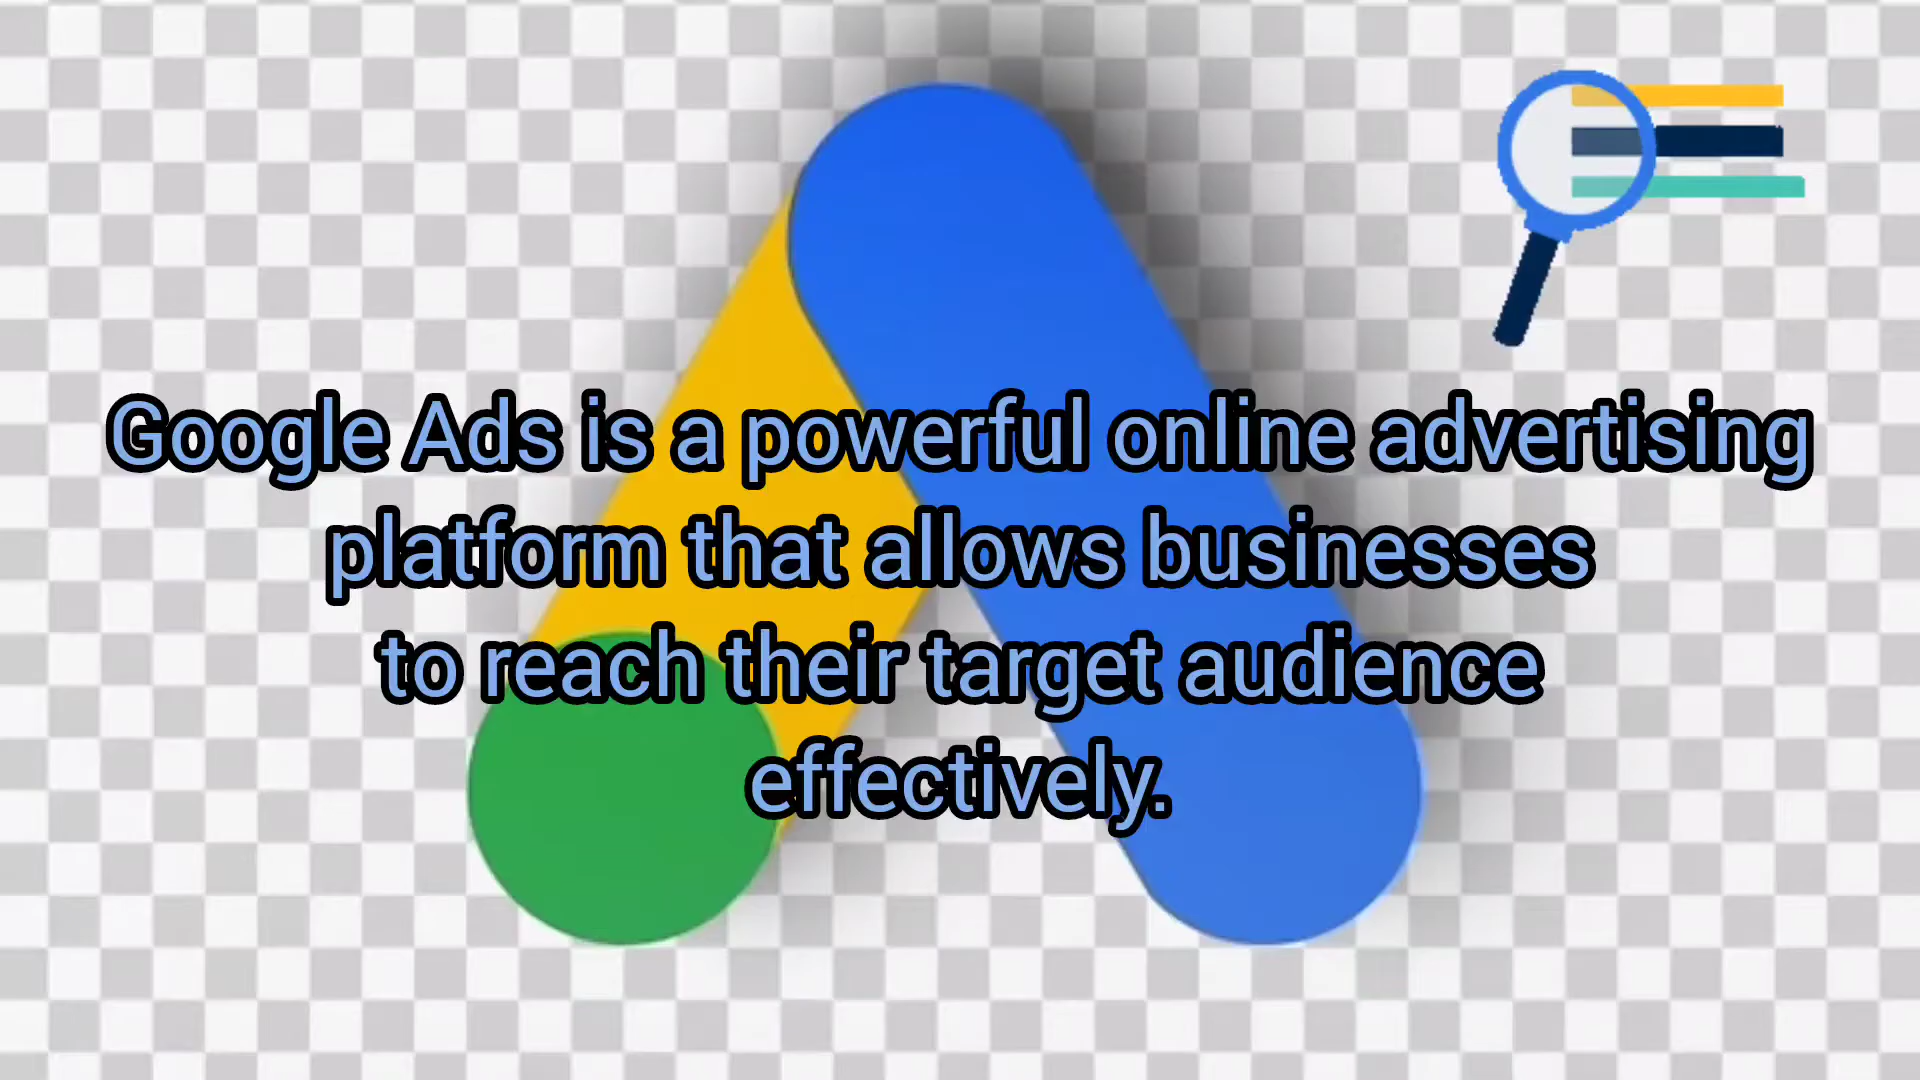 Google Ads is a powerful online advertising
platform that allows businesses
to reach their target audience
effectively.